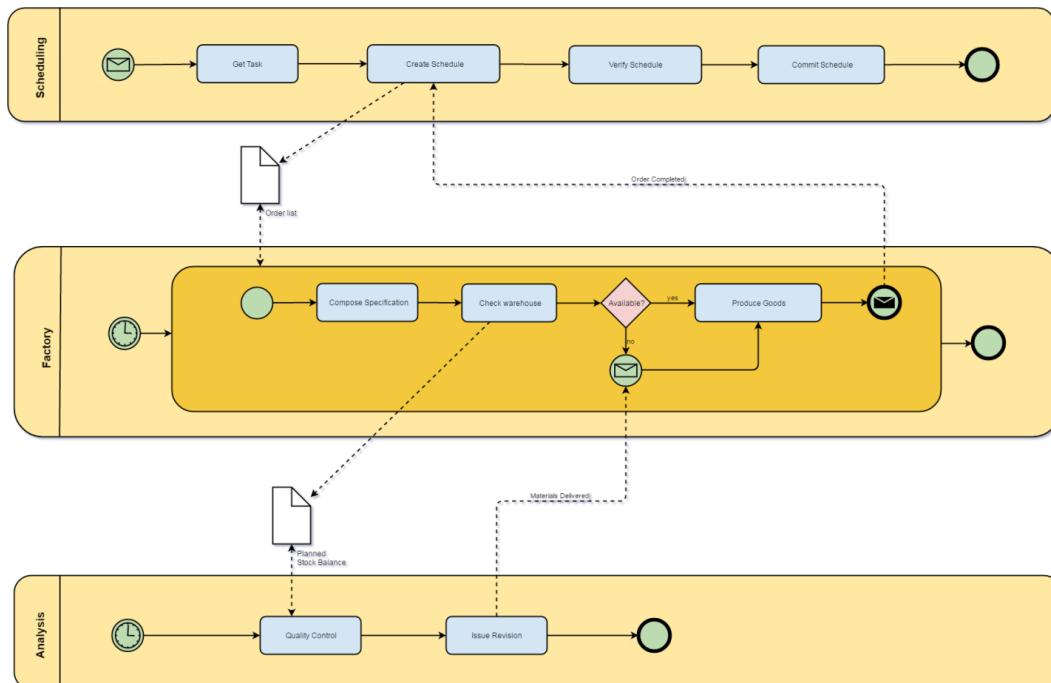 Scheduling
Get Task
Create Schedule
Verify Schedule
Commit Schedule
Order list
Order Completed
Factory
Compose Specification
Check warehouse
Available?
yes
no
Produce Goods
Materials Delivered
Planned
Stock Balance
Analysis
Quality Control
Issue Revision